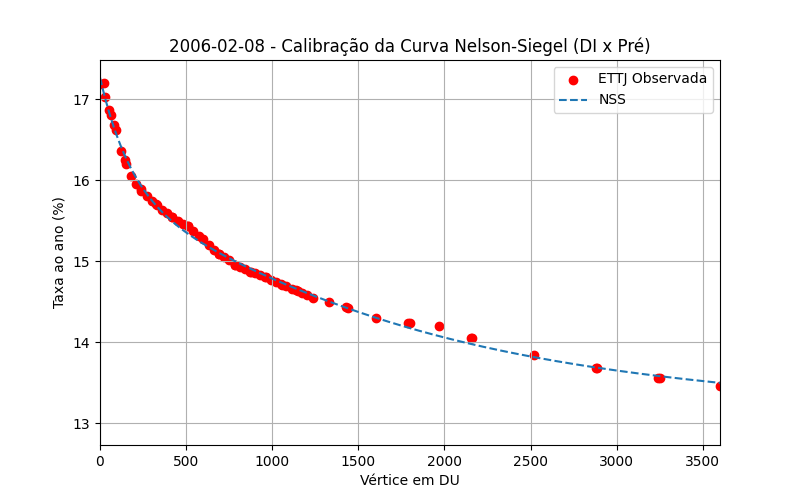 2006-02-08 - Calibração da Curva Nelson-Siegel (DI x Pré)
ETTJ Observada
NSS
Taxa ao ano (%)
17
16
15
14
13
0 500 1000 1500 2000 2500 3000 3500
Vértice em DU